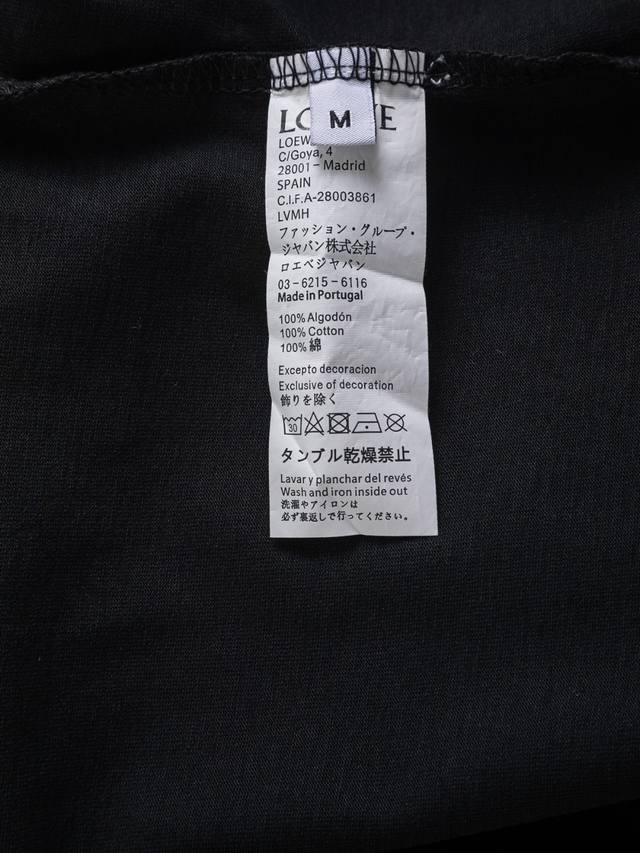 M
C/Goya, 4
28001 - Madrid
SPAIN
C.I.F.A-28003861
LVMH
ファッション・グループ・
ジャパン株式会社
ロエベジャパン
03-6215-6116
Made in Portugal
100% Algodón
100% Cotton
100% 綿
Excepto decoracion
Exclusive of decoration
飾りを除く
30
タンブル乾燥禁止
Lavar y planchar del revés
Wash and iron inside out
洗濯やアイロンは
必ず裏返しで行ってください。